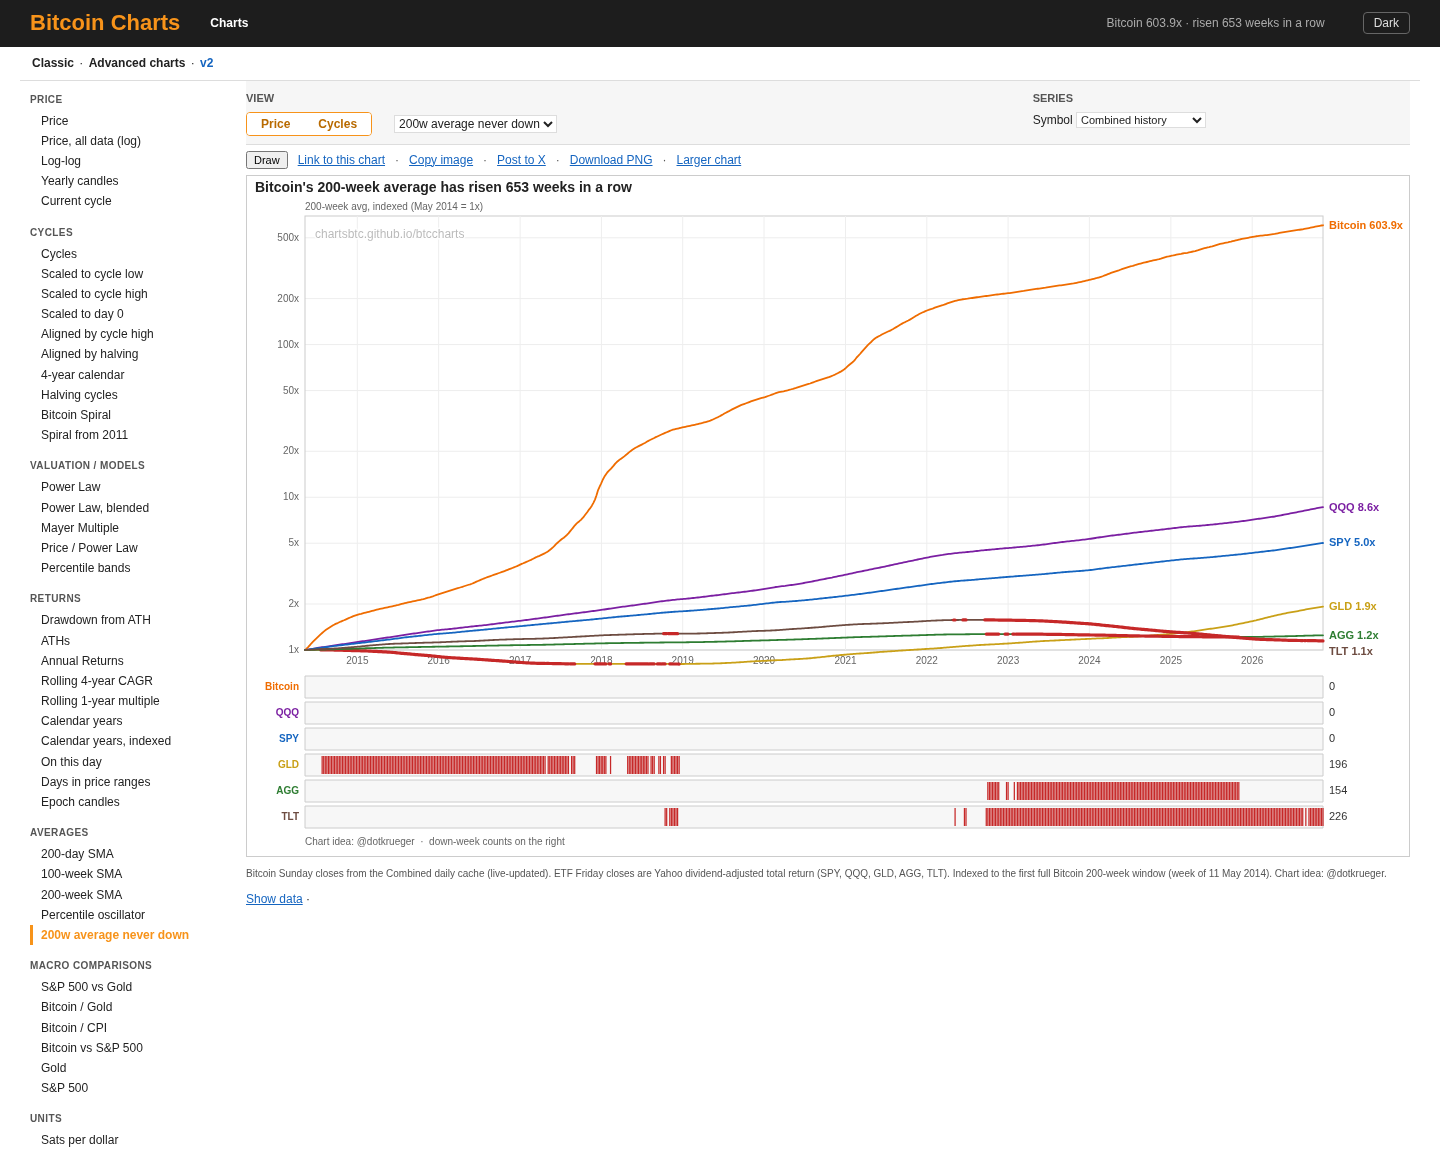 Bitcoin Charts
Charts
Bitcoin 603.9x · risen 653 weeks in a row
Dark
Classic · Advanced charts · v2
PRICE
Price
Price, all data (log)
Log-log
Yearly candles
Current cycle
CYCLES
Cycles
Scaled to cycle low
Scaled to cycle high
Scaled to day 0
Aligned by cycle high
Aligned by halving
4-year calendar
Halving cycles
Bitcoin Spiral
Spiral from 2011
VALUATION / MODELS
Power Law
Power Law, blended
Mayer Multiple
Price / Power Law
Percentile bands
RETURNS
Drawdown from ATH
ATHs
Annual Returns
Rolling 4-year CAGR
Rolling 1-year multiple
Calendar years
Calendar years, indexed
On this day
Days in price ranges
Epoch candles
AVERAGES
200-day SMA
100-week SMA
200-week SMA
Percentile oscillator
200w average never down
MACRO COMPARISONS
S&P 500 vs Gold
Bitcoin / Gold
Bitcoin / CPI
Bitcoin vs S&P 500
Gold
S&P 500
UNITS
Sats per dollar
VIEW
Price Cycles
200w average never down
SERIES
Symbol Combined history
Draw Link to this chart · Copy image · Post to X · Download PNG · Larger chart
Bitcoin's 200-week average has risen 653 weeks in a row
200-week avg, indexed (May 2014 = 1x)
chartsbtc.github.io/btccharts
500x
200x
100x
50x
20x
10x
5x
2x
1x
Bitcoin 603.9x
QQQ 8.6x
SPY 5.0x
GLD 1.9x
AGG 1.2x
TLT 1.1x
2015 2016 2017 2018 2019 2020 2021 2022 2023 2024 2025 2026
Bitcoin 0
QQQ 0
SPY 0
GLD 196
AGG 154
TLT 226
Chart idea: @dotkrueger · down-week counts on the right
Bitcoin Sunday closes from the Combined daily cache (live-updated). ETF Friday closes are Yahoo dividend-adjusted total return (SPY, QQQ, GLD, AGG, TLT). Indexed to the first full Bitcoin 200-week window (week of 11 May 2014). Chart idea: @dotkrueger.
Show data ·